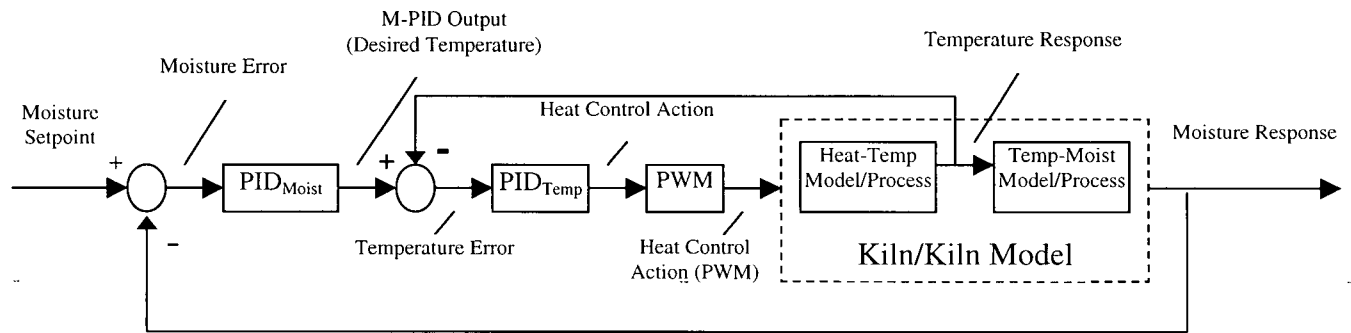 M-PID Output
(Desired Temperature)
Temperature Response
Moisture Error
Heat Control Action
Moisture
Setpoint
Moisture Response
+
+
-
Heat-Temp
Model/Process
Temp-Moist
Model/Process
PID_Moist
PID_Temp
PWM
-
Temperature Error
Heat Control
Action (PWM)
Kiln/Kiln Model